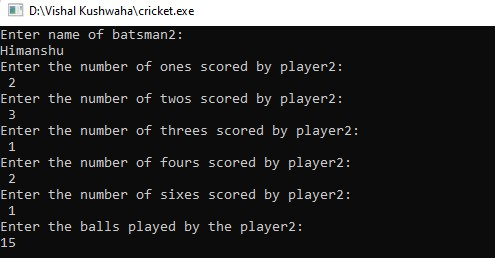 D:\Vishal Kushwaha\cricket.exe
Enter name of batsman2:
Himanshu
Enter the number of ones scored by player2:
2
Enter the number of twos scored by player2:
3
Enter the number of threes scored by player2:
1
Enter the number of fours scored by player2:
2
Enter the number of sixes scored by player2:
1
Enter the balls played by the player2:
15